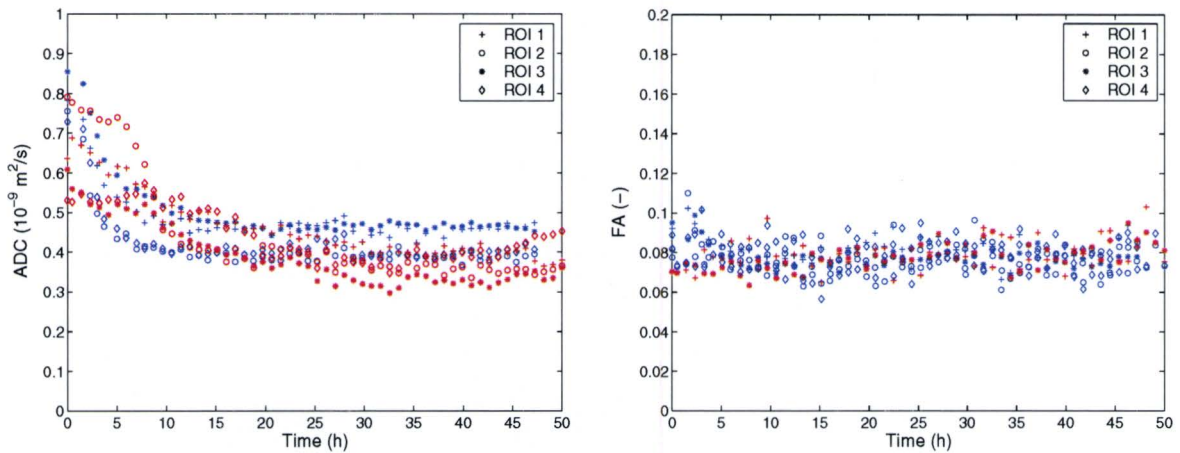 1
0.9
0.8
0.7
0.6
0.5
0.4
0.3
0.2
0.1
0
ADC (10⁻⁹ m²/s)
0 5 10 15 20 25 30 35 40 45 50
Time (h)
ROI 1
ROI 2
ROI 3
ROI 4
0.2
0.18
0.16
0.14
0.12
0.1
0.08
0.06
0.04
0.02
0
FA (–)
0 5 10 15 20 25 30 35 40 45 50
Time (h)
ROI 1
ROI 2
ROI 3
ROI 4